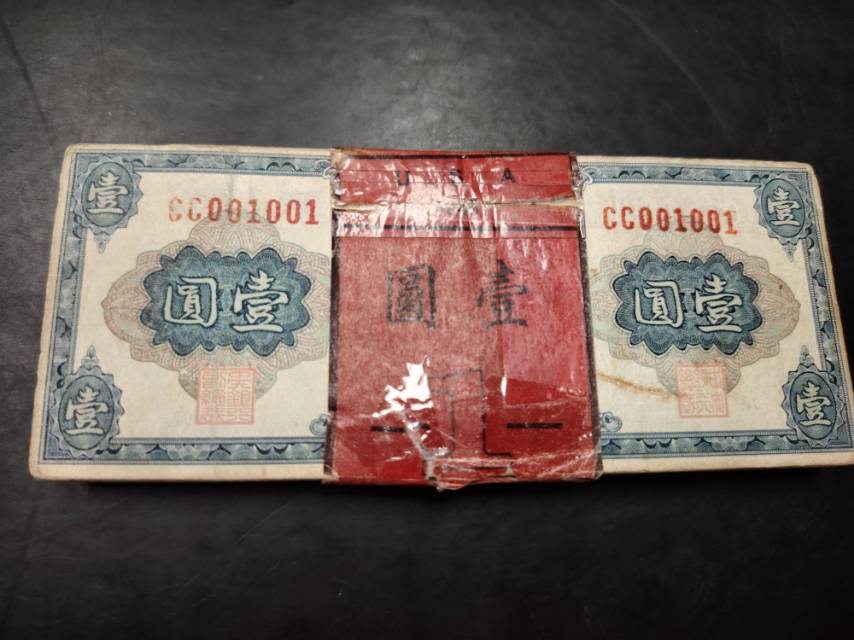 壹 壹
CC001001 CC001001
U S A
圓壹 圓壹 圓壹
壹 壹